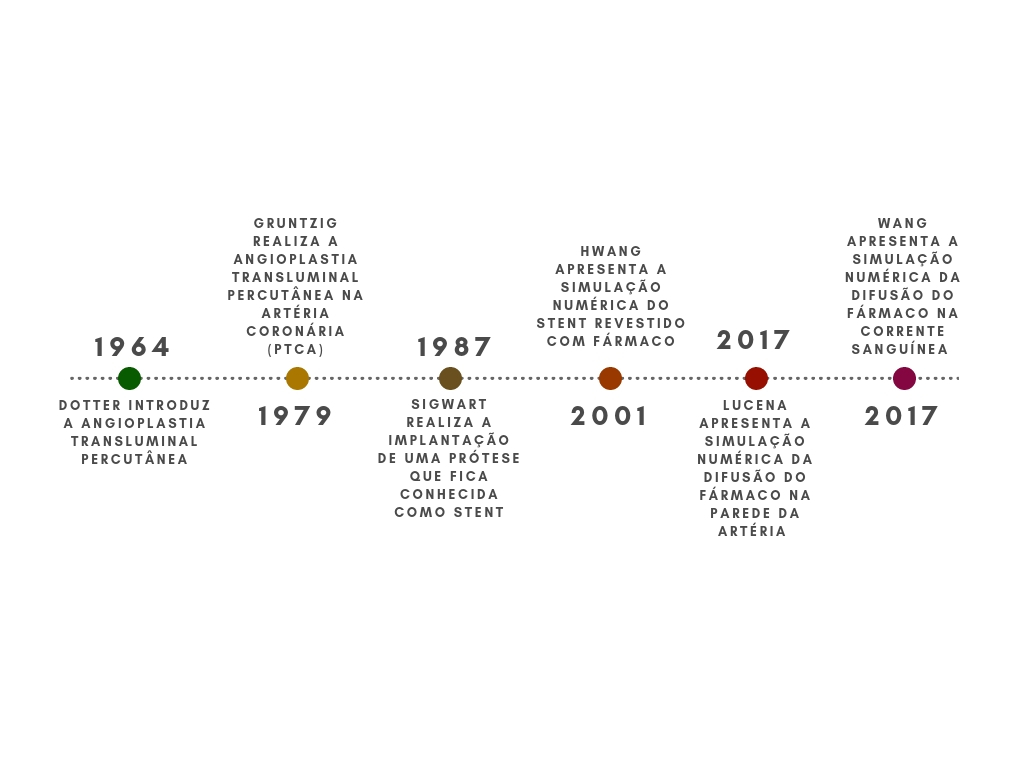 1964
DOTTER INTRODUZ
A ANGIOPLASTIA
TRANSLUMINAL
PERCUTÂNEA
GRUNTZIG
REALIZA A
ANGIOPLASTIA
TRANSLUMINAL
PERCUTÂNEA NA
ARTÉRIA
CORONÁRIA
(PTCA)
1979
1987
SIGWART
REALIZA A
IMPLANTAÇÃO
DE UMA PRÓTESE
QUE FICA
CONHECIDA
COMO STENT
HWANG
APRESENTA A
SIMULAÇÃO
NUMÉRICA DO
STENT REVESTIDO
COM FÁRMACO
2001
2017
LUCENA
APRESENTA A
SIMULAÇÃO
NUMÉRICA DA
DIFUSÃO DO
FÁRMACO NA
PAREDE DA
ARTÉRIA
WANG
APRESENTA A
SIMULAÇÃO
NUMÉRICA DA
DIFUSÃO DO
FÁRMACO NA
CORRENTE
SANGUÍNEA
2017